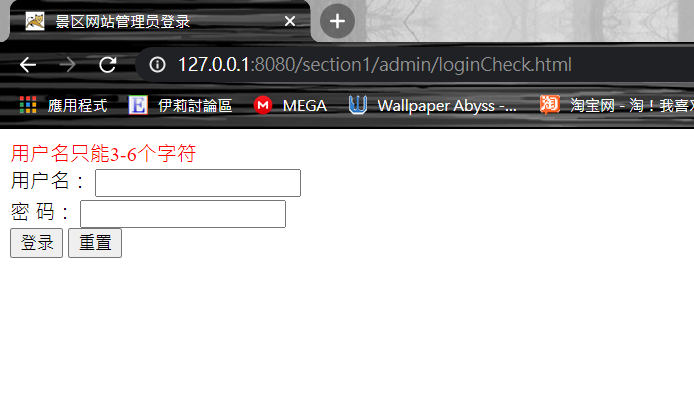 景区网站管理员登录
127.0.0.1:8080/section1/admin/loginCheck.html
應用程式 伊莉討論區 MEGA Wallpaper Abyss -... 淘宝网 - 淘！我喜
用户名只能3-6个字符
用户名：
密 码：
登录 重置